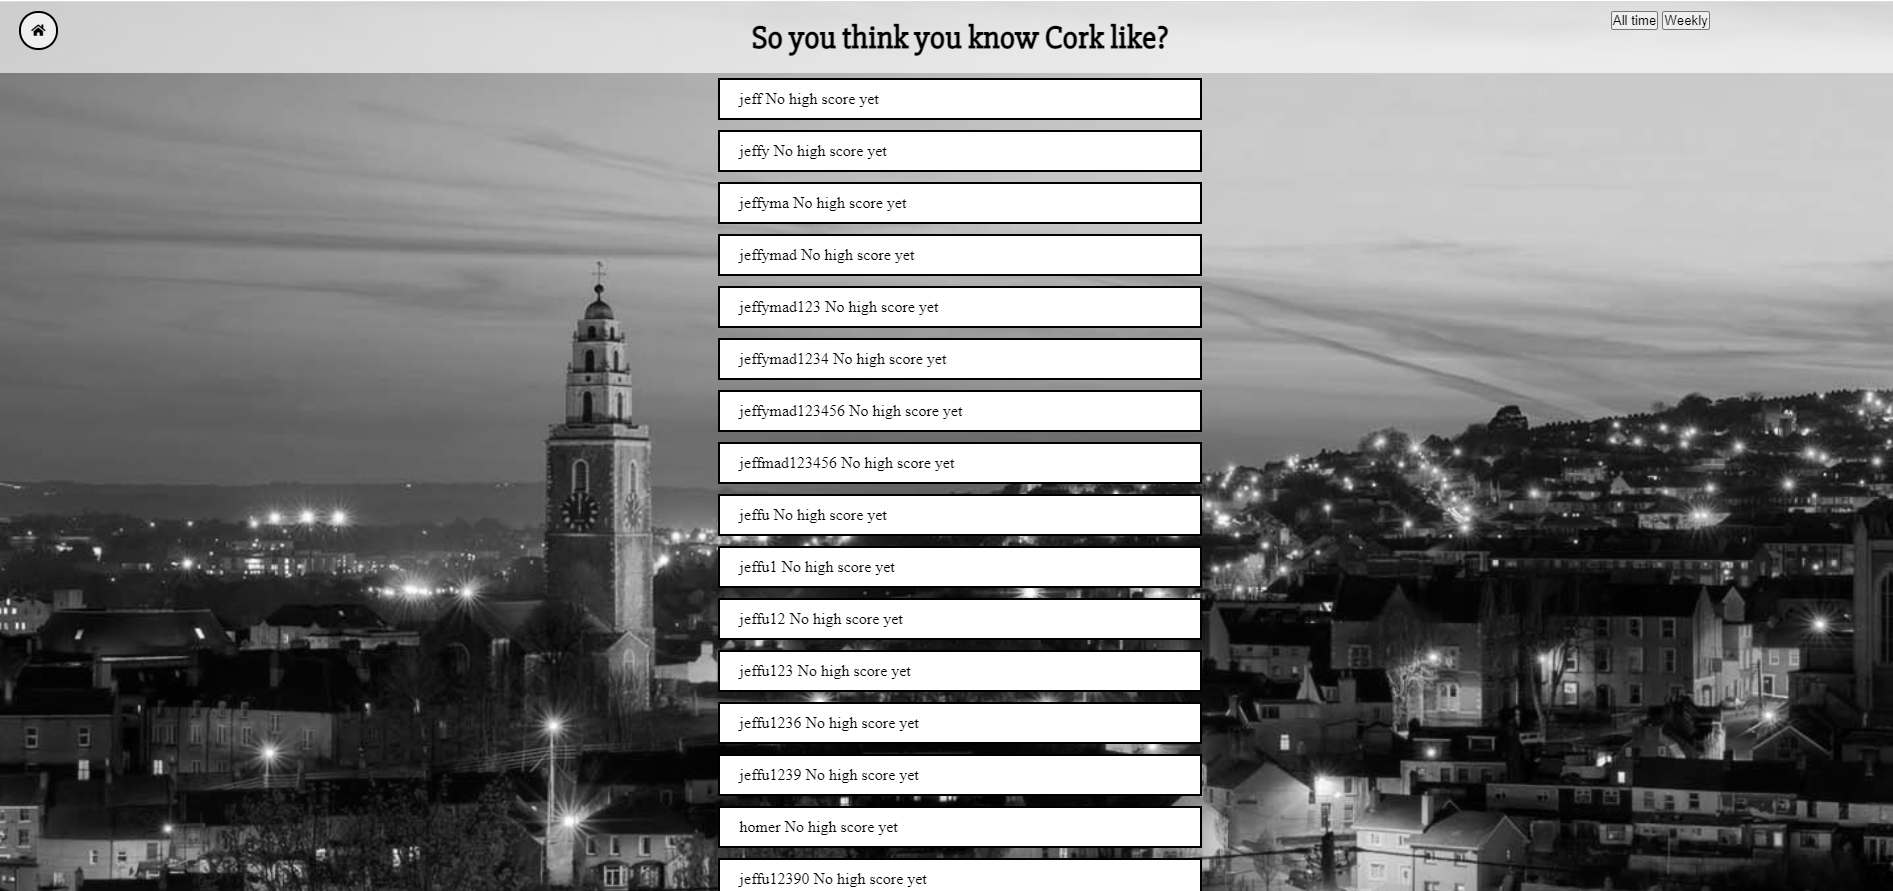 So you think you know Cork like?
All time Weekly
jeff No high score yet
jeffy No high score yet
jeffyma No high score yet
jeffymad No high score yet
jeffymad123 No high score yet
jeffymad1234 No high score yet
jeffymad123456 No high score yet
jeffmad123456 No high score yet
jeffu No high score yet
jeffu1 No high score yet
jeffu12 No high score yet
jeffu123 No high score yet
jeffu1236 No high score yet
jeffu1239 No high score yet
homer No high score yet
jeffu12390 No high score yet